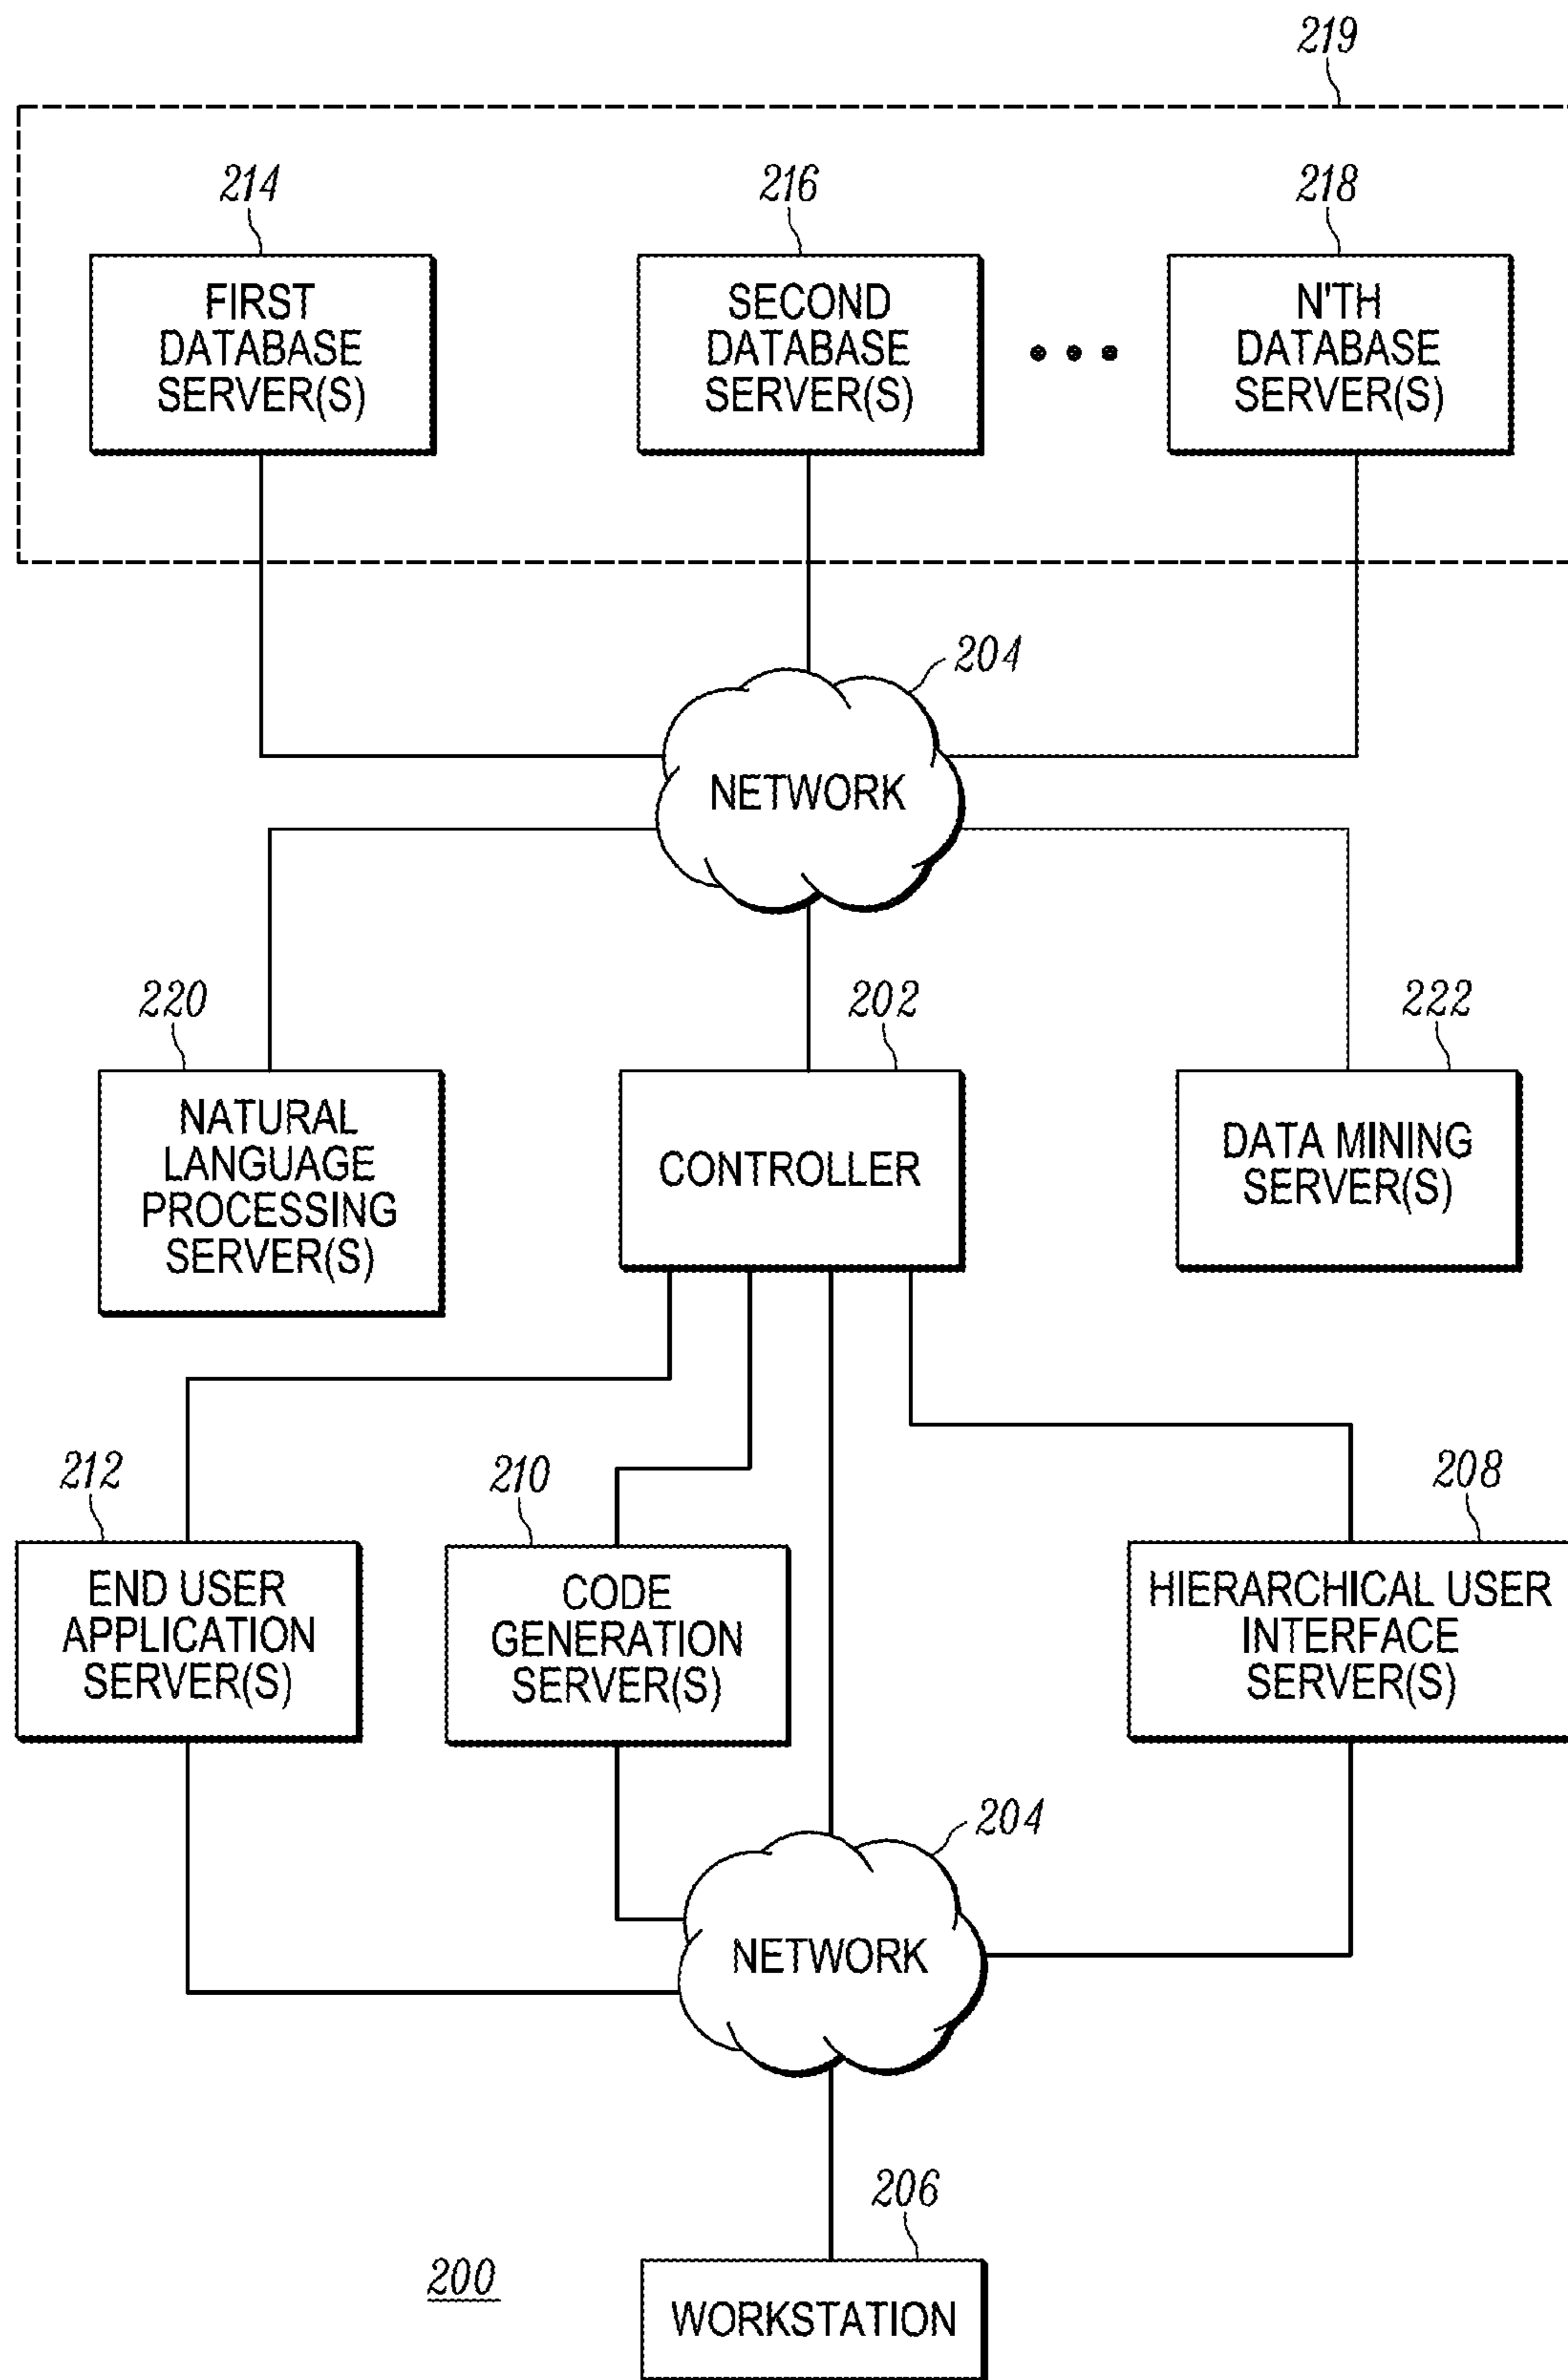 219
214
216
218
FIRST
DATABASE
SERVER(S)
SECOND
DATABASE
SERVER(S)
N'TH
DATABASE
SERVER(S)
204
NETWORK
220
202
222
NATURAL
LANGUAGE
PROCESSING
SERVER(S)
CONTROLLER
DATA MINING
SERVER(S)
212
210
208
END USER
APPLICATION
SERVER(S)
CODE
GENERATION
SERVER(S)
HIERARCHICAL USER
INTERFACE
SERVER(S)
204
NETWORK
206
200
WORKSTATION